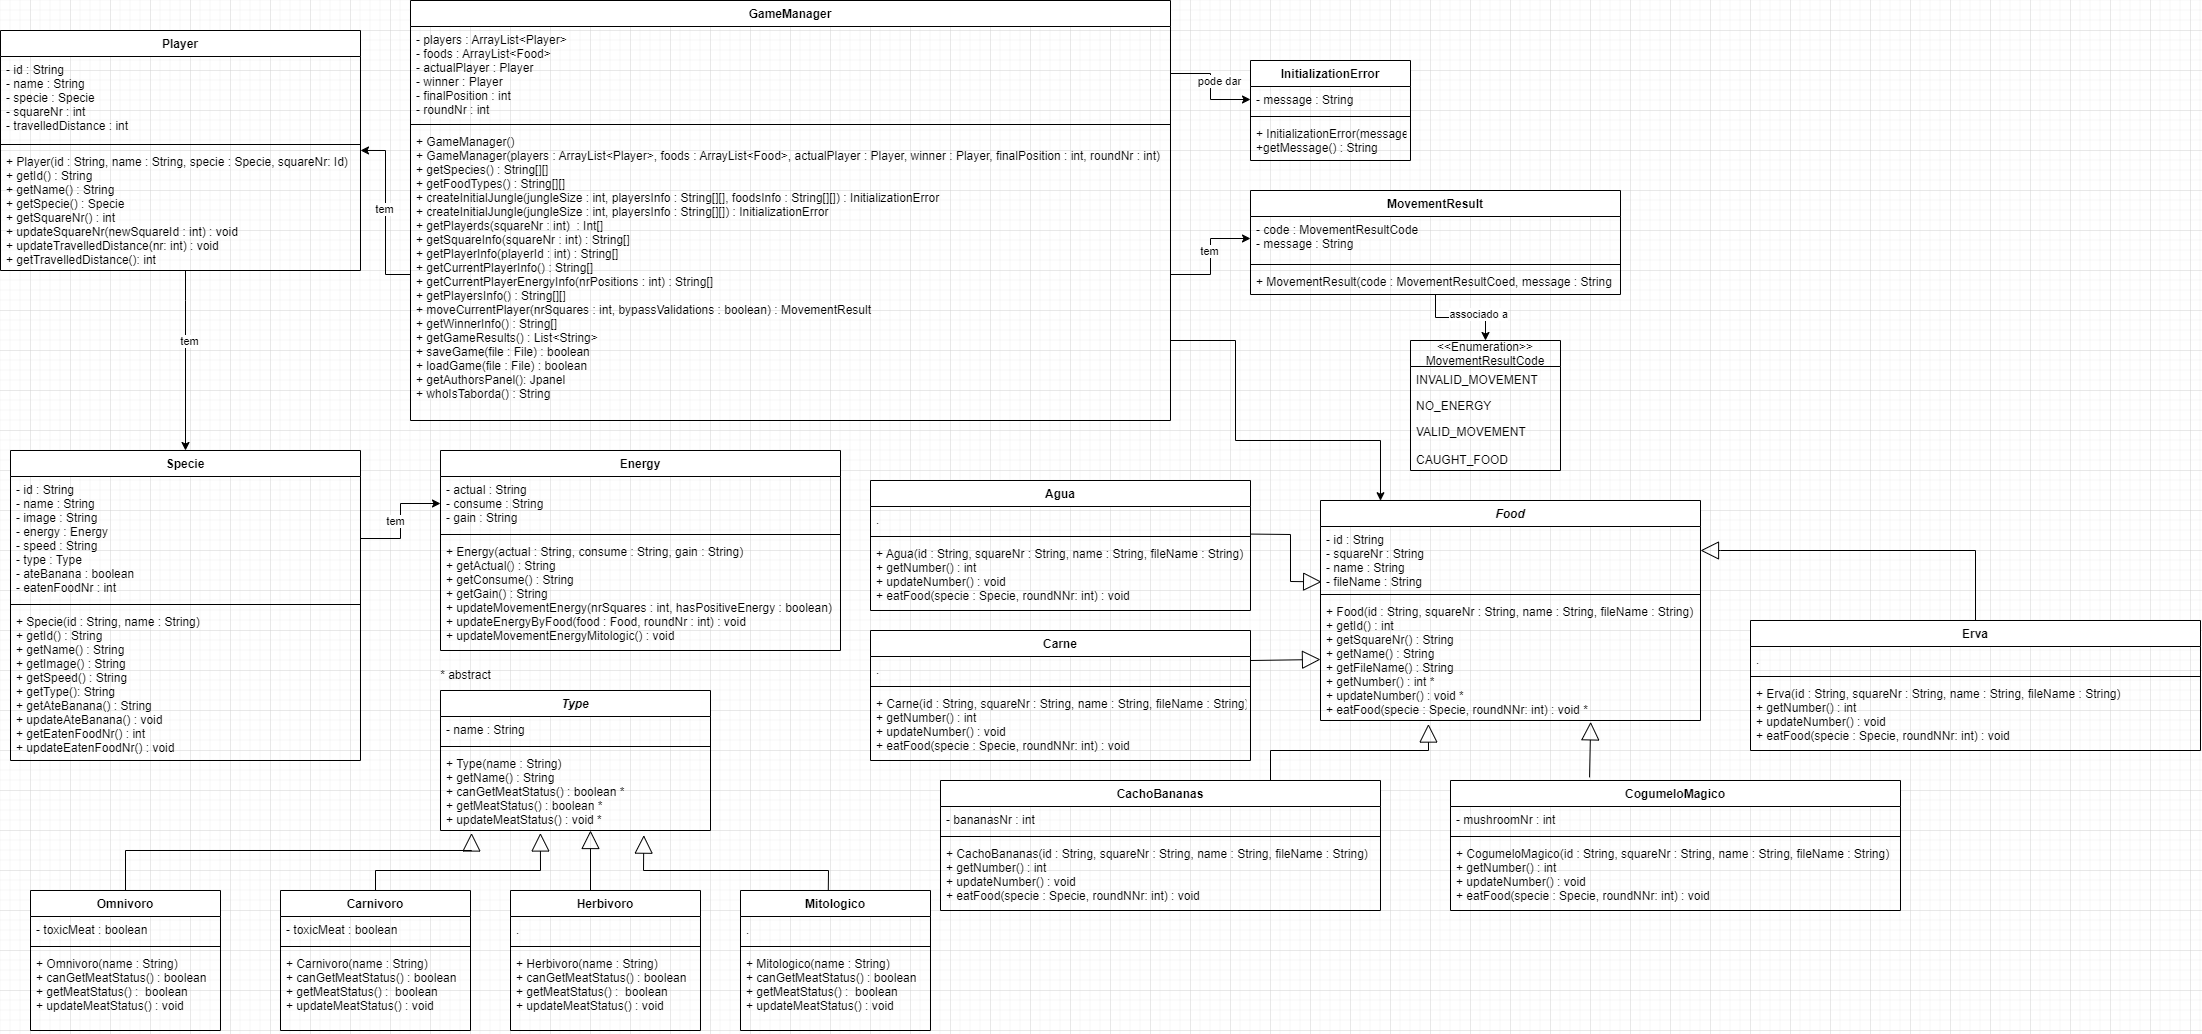 GameManager
- players : ArrayList<Player>
- foods : ArrayList<Food>
- actualPlayer : Player
- winner : Player
- finalPosition : int
- roundNr : int
+ GameManager()
+ GameManager(players : ArrayList<Player>, foods : ArrayList<Food>, actualPlayer : Player, winner : Player, finalPosition : int, roundNr : int)
+ getSpecies() : String[][]
+ getFoodTypes() : String[][]
+ createInitialJungle(jungleSize : int, playersInfo : String[][], foodsInfo : String[][]) : InitializationError
+ createInitialJungle(jungleSize : int, playersInfo : String[][]) : InitializationError
+ getPlayerds(squareNr : int) : Int[]
+ getSquareInfo(squareNr : int) : String[]
+ getPlayerInfo(playerId : int) : String[]
+ getCurrentPlayerInfo() : String[]
+ getCurrentPlayerEnergyInfo(nrPositions : int) : String[]
+ getPlayersInfo() : String[][]
+ moveCurrentPlayer(nrSquares : int, bypassValidations : boolean) : MovementResult
+ getWinnerInfo() : String[]
+ getGameResults() : List<String>
+ saveGame(file : File) : boolean
+ loadGame(file : File) : boolean
+ getAuthorsPanel(): Jpanel
+ whoIsTaborda() : String
Player
- id : String
- name : String
- specie : Specie
- squareNr : int
- travelledDistance : int
+ Player(id : String, name : String, specie : Specie, squareNr: Id)
+ getId() : String
+ getName() : String
+ getSpecie() : Specie
+ getSquareNr() : int
+ updateSquareNr(newSquareId : int) : void
+ updateTravelledDistance(nr: int) : void
+ getTravelledDistance(): int
tem
tem
pode dar
InitializationError
- message : String
+ InitializationError(message
+getMessage() : String
tem
MovementResult
- code : MovementResultCode
- message : String
+ MovementResult(code : MovementResultCoed, message : String
associado a
<<Enumeration>>
MovementResultCode
INVALID_MOVEMENT
NO_ENERGY
VALID_MOVEMENT
CAUGHT_FOOD
Specie
- id : String
- name : String
- image : String
- energy : Energy
- speed : String
- type : Type
- ateBanana : boolean
- eatenFoodNr : int
+ Specie(id : String, name : String)
+ getId() : String
+ getName() : String
+ getImage() : String
+ getSpeed() : String
+ getType(): String
+ getAteBanana() : String
+ updateAteBanana() : void
+ getEatenFoodNr() : int
+ updateEatenFoodNr() : void
tem
Energy
- actual : String
- consume : String
- gain : String
+ Energy(actual : String, consume : String, gain : String)
+ getActual() : String
+ getConsume() : String
+ getGain() : String
+ updateMovementEnergy(nrSquares : int, hasPositiveEnergy : boolean)
+ updateEnergyByFood(food : Food, roundNr : int) : void
+ updateMovementEnergyMitologic() : void
* abstract
Type
- name : String
+ Type(name : String)
+ getName() : String
+ canGetMeatStatus() : boolean *
+ getMeatStatus() : boolean *
+ updateMeatStatus() : void *
Agua
.
+ Agua(id : String, squareNr : String, name : String, fileName : String)
+ getNumber() : int
+ updateNumber() : void
+ eatFood(specie : Specie, roundNNr: int) : void
Carne
.
+ Carne(id : String, squareNr : String, name : String, fileName : String)
+ getNumber() : int
+ updateNumber() : void
+ eatFood(specie : Specie, roundNNr: int) : void
Food
- id : String
- squareNr : String
- name : String
- fileName : String
+ Food(id : String, squareNr : String, name : String, fileName : String)
+ getId() : int
+ getSquareNr() : String
+ getName() : String
+ getFileName() : String
+ getNumber() : int *
+ updateNumber() : void *
+ eatFood(specie : Specie, roundNNr: int) : void *
Erva
.
+ Erva(id : String, squareNr : String, name : String, fileName : String)
+ getNumber() : int
+ updateNumber() : void
+ eatFood(specie : Specie, roundNNr: int) : void
CachoBananas
- bananasNr : int
+ CachoBananas(id : String, squareNr : String, name : String, fileName : String)
+ getNumber() : int
+ updateNumber() : void
+ eatFood(specie : Specie, roundNNr: int) : void
CogumeloMagico
- mushroomNr : int
+ CogumeloMagico(id : String, squareNr : String, name : String, fileName : String)
+ getNumber() : int
+ updateNumber() : void
+ eatFood(specie : Specie, roundNNr: int) : void
Omnivoro
- toxicMeat : boolean
+ Omnivoro(name : String)
+ canGetMeatStatus() : boolean
+ getMeatStatus() : boolean
+ updateMeatStatus() : void
Carnivoro
- toxicMeat : boolean
+ Carnivoro(name : String)
+ canGetMeatStatus() : boolean
+ getMeatStatus() : boolean
+ updateMeatStatus() : void
Herbivoro
.
+ Herbivoro(name : String)
+ canGetMeatStatus() : boolean
+ getMeatStatus() : boolean
+ updateMeatStatus() : void
Mitologico
.
+ Mitologico(name : String)
+ canGetMeatStatus() : boolean
+ getMeatStatus() : boolean
+ updateMeatStatus() : void